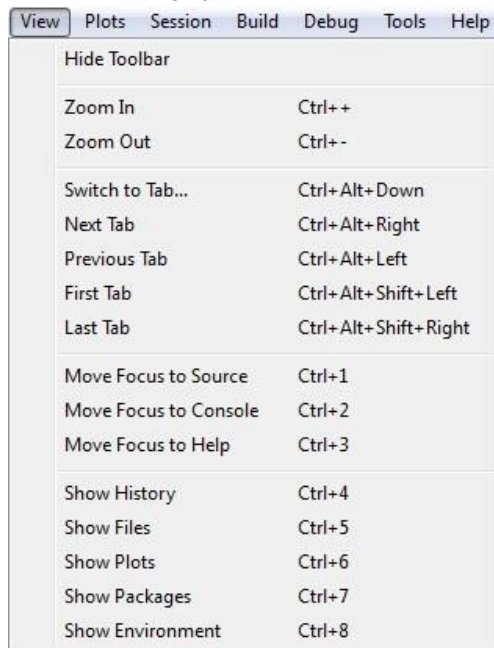 View Plots Session Build Debug Tools Help
Hide Toolbar
Zoom In Ctrl++
Zoom Out Ctrl+-
Switch to Tab... Ctrl+Alt+Down
Next Tab Ctrl+Alt+Right
Previous Tab Ctrl+Alt+Left
First Tab Ctrl+Alt+Shift+Left
Last Tab Ctrl+Alt+Shift+Right
Move Focus to Source Ctrl+1
Move Focus to Console Ctrl+2
Move Focus to Help Ctrl+3
Show History Ctrl+4
Show Files Ctrl+5
Show Plots Ctrl+6
Show Packages Ctrl+7
Show Environment Ctrl+8